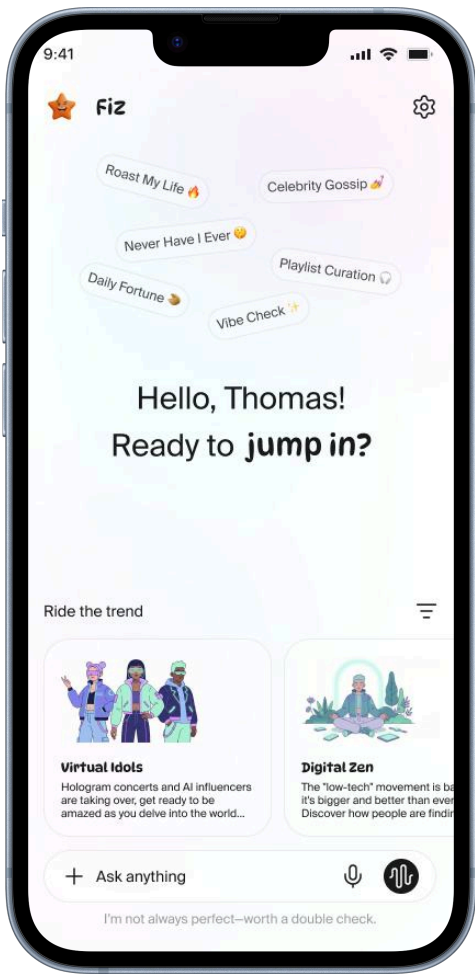 9:41
Fiz
Roast My Life 🔥
Celebrity Gossip 💅
Never Have I Ever 🤭
Playlist Curation 🎧
Daily Fortune 🥠
Vibe Check ✨
Hello, Thomas!
Ready to jump in?
Ride the trend
Virtual Idols
Hologram concerts and AI influencers
are taking over, get ready to be
amazed as you delve into the world...
Digital Zen
The "low-tech" movement is ba
it's bigger and better than ever
Discover how people are findin
Ask anything
I'm not always perfect—worth a double check.